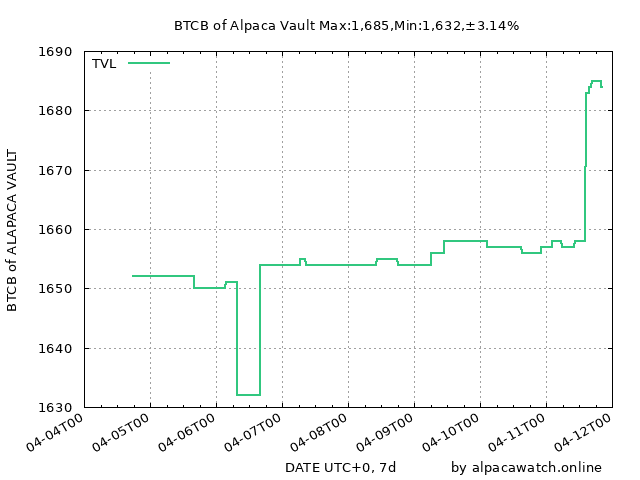 BTCB of Alpaca Vault Max:1,685,Min:1,632,±3.14%
1690
TVL
1680
1670
1660
1650
1640
1630
BTCB of ALAPACA VAULT
04-04T00
04-05T00
04-06T00
04-07T00
04-08T00
04-09T00
04-10T00
04-11T00
04-12T00
DATE UTC+0, 7d
by alpacawatch.online